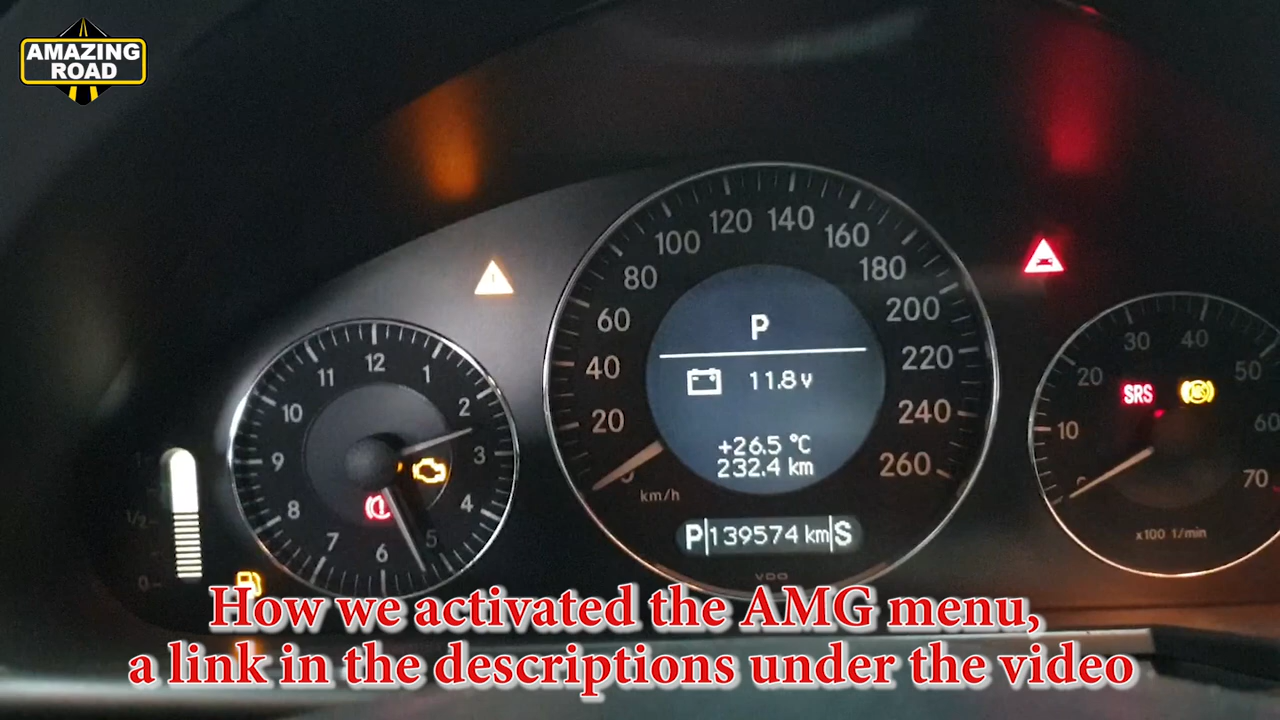 AMAZING
ROAD
20 40 60 80 100 120 140 160 180 200 220 240 260
km/h
P
11.8 v
+26.5 °C
232.4 km
P 139574 km S
VDO
12 1 2 3 4 5 6 7 8 9 10 11
1/2
0
10 20 30 40 50 60 70
SRS
x100 1/min
How we activated the AMG menu,
a link in the descriptions under the video